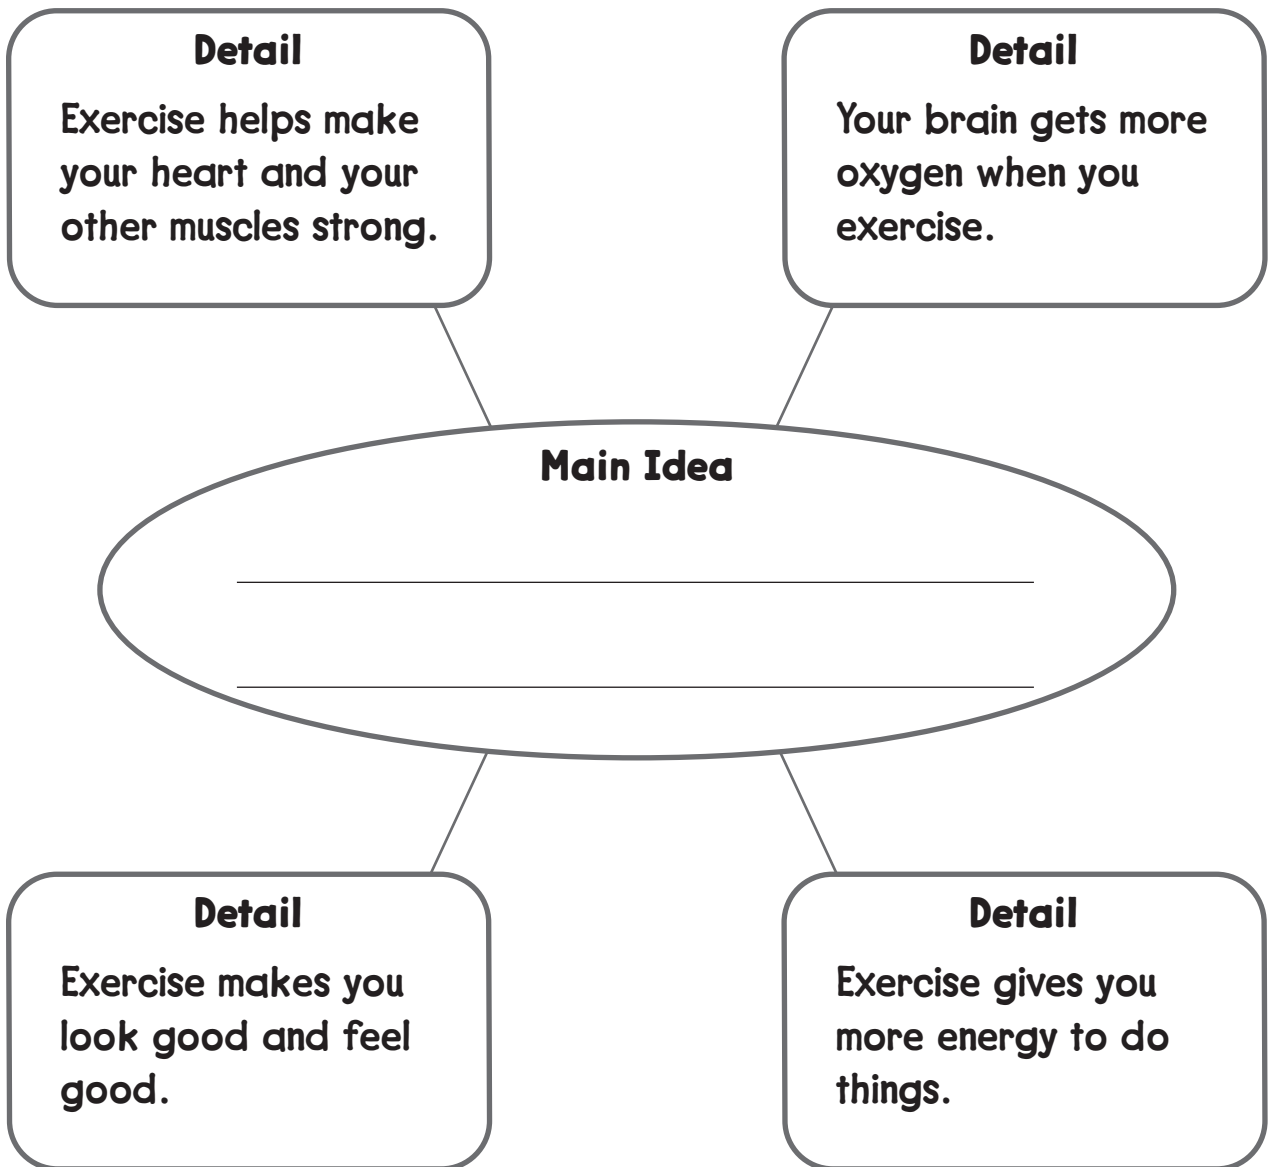 Detail
Exercise helps make
your heart and your
other muscles strong.
Detail
Your brain gets more
oxygen when you
exercise.
Main Idea
Detail
Exercise makes you
look good and feel
good.
Detail
Exercise gives you
more energy to do
things.